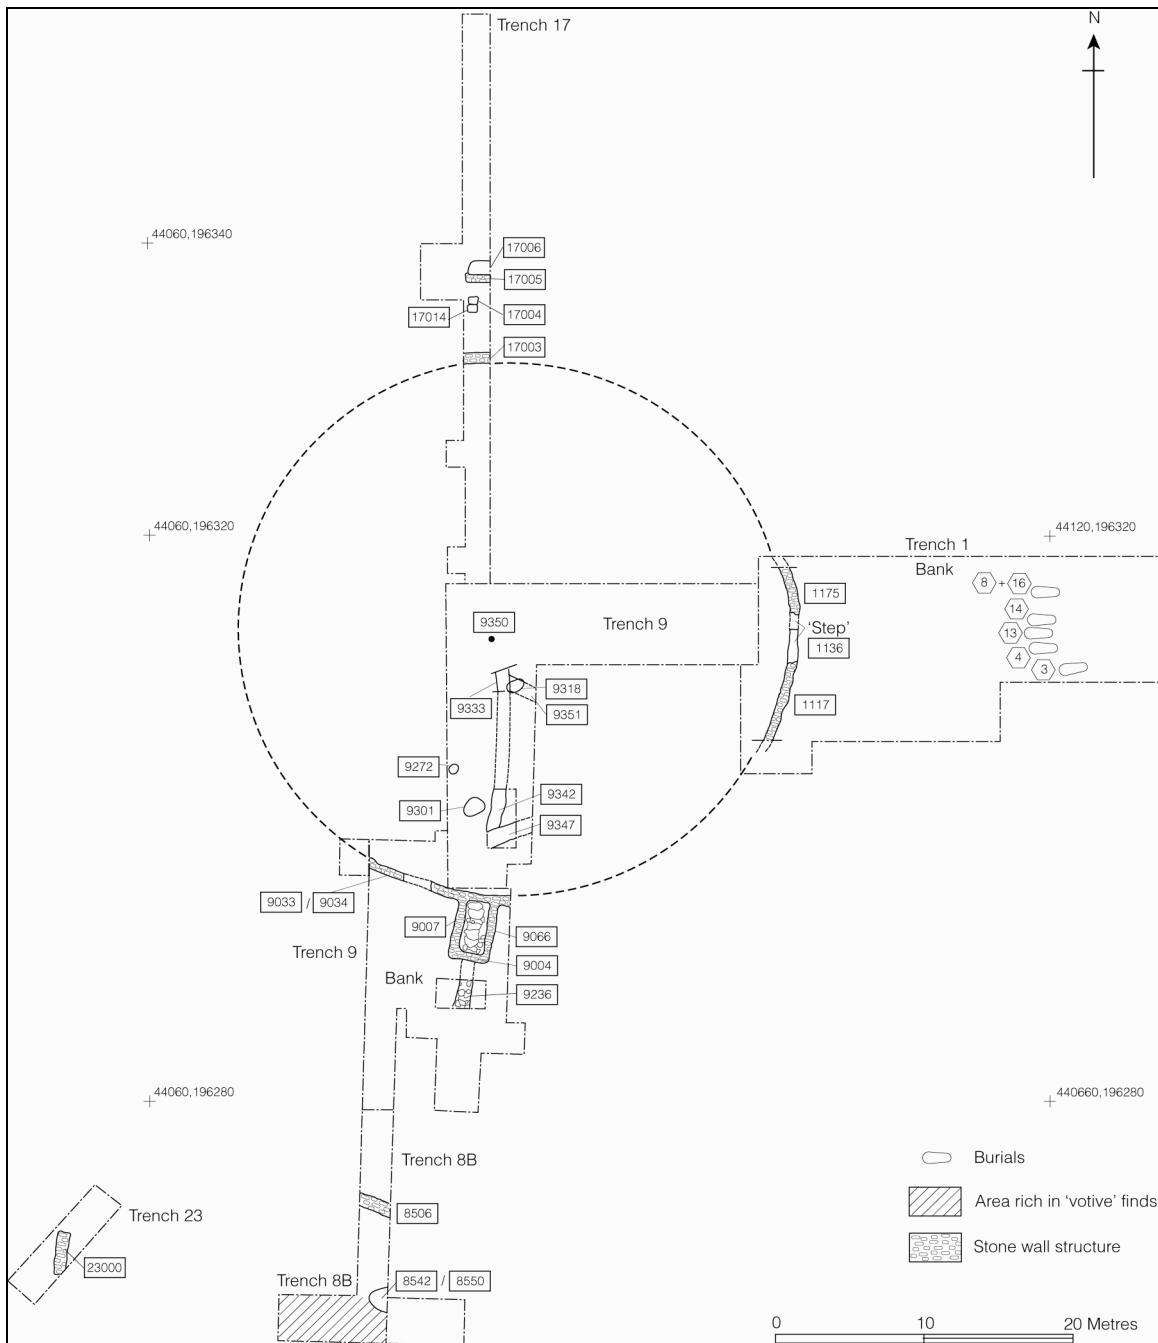 Trench 17
N
44060,196340
17006
17005
17004
17014
17003
44060,196320
44120,196320
Trench 1
Bank
8 + 16
1175
14
9350
Trench 9
'Step'
13
1136
4
3
9318
9333
9351
1117
9272
9342
9301
9347
9033 / 9034
9007
9066
Trench 9
9004
Bank
9236
44060,196280
440660,196280
Trench 8B
Burials
Area rich in 'votive' finds
Trench 23
8506
Stone wall structure
23000
Trench 8B
8542 / 8550
0 10 20 Metres